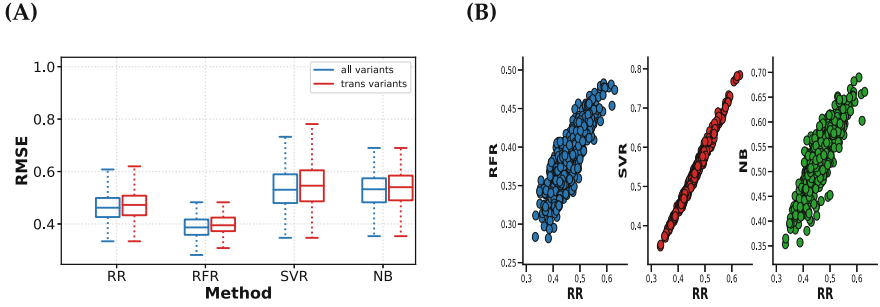 (A)
(B)
RMSE
1.0
0.8
0.6
0.4
all variants
trans variants
RR
RFR
SVR
NB
Method
RFR
0.50
0.45
0.40
0.35
0.30
0.25
0.3 0.4 0.5 0.6
RR
SVR
0.8
0.7
0.6
0.5
0.4
0.3 0.4 0.5 0.6
RR
NB
0.70
0.65
0.60
0.55
0.50
0.45
0.40
0.35
0.3 0.4 0.5 0.6
RR